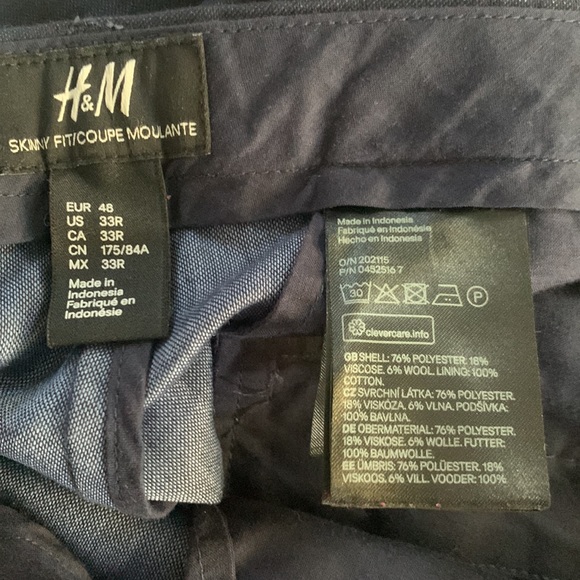 H&M
SKINNY FIT/COUPE MOULANTE
EUR 48
US 33R
CA 33R
CN 175/84A
MX 33R
Made in
Indonesia
Fabriqué en
Indonésie
Made in Indonesia
Fabriqué en Indonésie
Hecho en Indonesia
O/N 202115
P/N 0452516 7
30
P
clevercare.info
GB SHELL: 76% POLYESTER. 18%
VISCOSE. 6% WOOL. LINING: 100%
COTTON.
CZ SVRCHNÍ LÁTKA: 76% POLYESTER.
18% VISKÓZA. 6% VLNA. PODŠÍVKA:
100% BAVLNA.
DE OBERMATERIAL: 76% POLYESTER.
18% VISKOSE. 6% WOLLE. FUTTER:
100% BAUMWOLLE.
EE ÜMBRIS: 76% POLÜESTER. 18%
VISKOOS. 6% VILL. VOODER: 100%